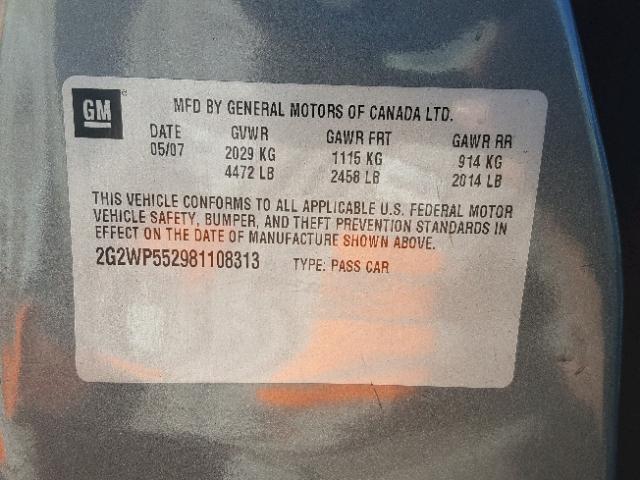 GM ®
MFD BY GENERAL MOTORS OF CANADA LTD.
DATE GVWR GAWR FRT GAWR RR
05/07 2029 KG 1115 KG 914 KG
4472 LB 2458 LB 2014 LB
THIS VEHICLE CONFORMS TO ALL APPLICABLE U.S. FEDERAL MOTOR
VEHICLE SAFETY, BUMPER, AND THEFT PREVENTION STANDARDS IN
EFFECT ON THE DATE OF MANUFACTURE SHOWN ABOVE.
2G2WP552981108313 TYPE: PASS CAR